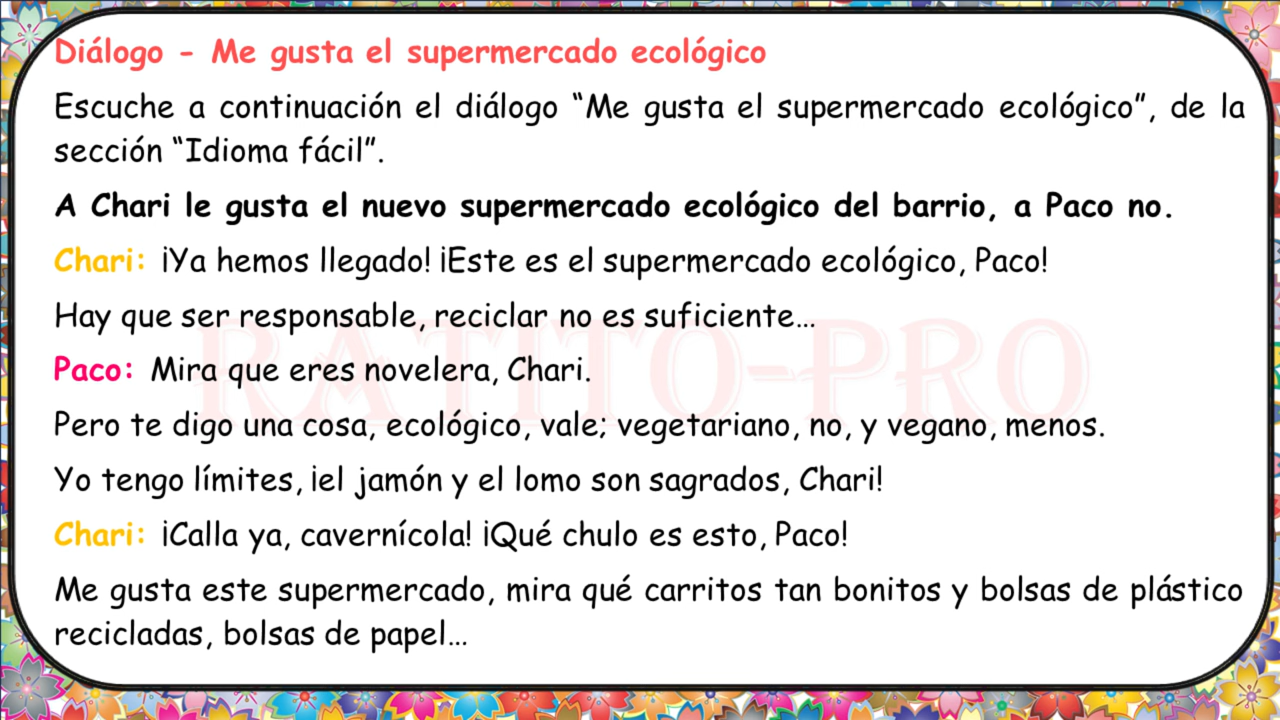 Diálogo - Me gusta el supermercado ecológico
Escuche a continuación el diálogo “Me gusta el supermercado ecológico”, de la
sección “Idioma fácil”.
A Chari le gusta el nuevo supermercado ecológico del barrio, a Paco no.
Chari: ¡Ya hemos llegado! ¡Este es el supermercado ecológico, Paco!
Hay que ser responsable, reciclar no es suficiente…
Paco: Mira que eres novelera, Chari.
Pero te digo una cosa, ecológico, vale; vegetariano, no, y vegano, menos.
Yo tengo límites, ¡el jamón y el lomo son sagrados, Chari!
Chari: ¡Calla ya, cavernícola! ¡Qué chulo es esto, Paco!
Me gusta este supermercado, mira qué carritos tan bonitos y bolsas de plástico
recicladas, bolsas de papel…
RATITO-PRO